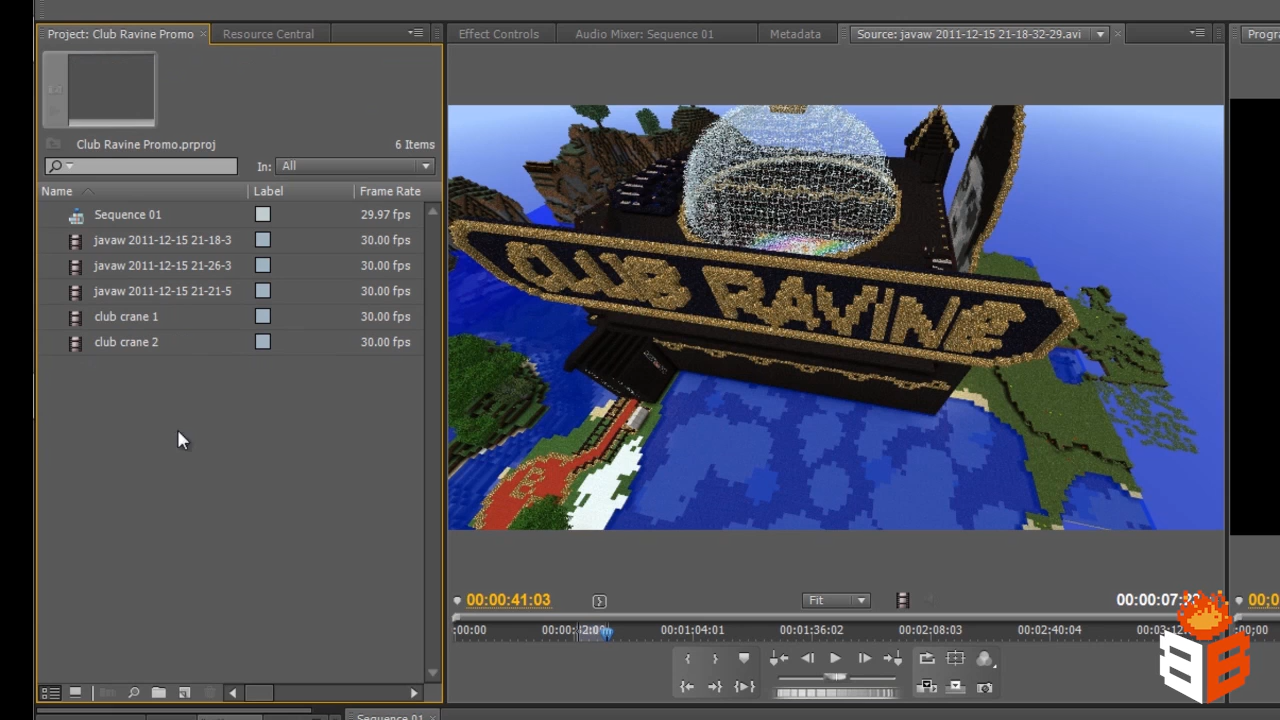 Project: Club Ravine Promo
Resource Central
Effect Controls
Audio Mixer: Sequence 01
Metadata
Source: javaw 2011-12-15 21-18-32-29.avi
Club Ravine Promo.prproj
6 Items
In: All
Name
Label
Frame Rate
Sequence 01
29.97 fps
javaw 2011-12-15 21-18-3
30.00 fps
javaw 2011-12-15 21-26-3
30.00 fps
javaw 2011-12-15 21-21-5
30.00 fps
club crane 1
30.00 fps
club crane 2
30.00 fps
CLUB RAVINE
00:00:41:03
Fit
:00:00
00:01:04:01
00:01:36:02
00:02:08:03
00:02:40:04
Sequence 01